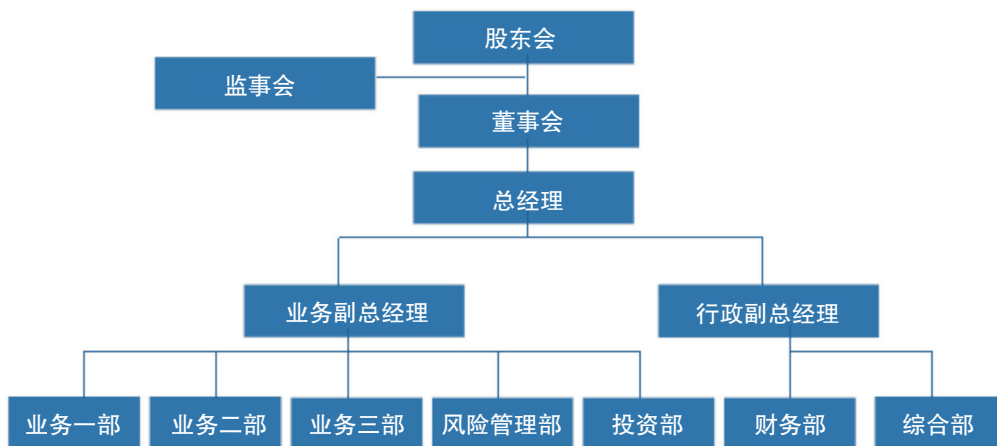 股东会
监事会
董事会
总经理
业务副总经理
行政副总经理
业务一部
业务二部
业务三部
风险管理部
投资部
财务部
综合部